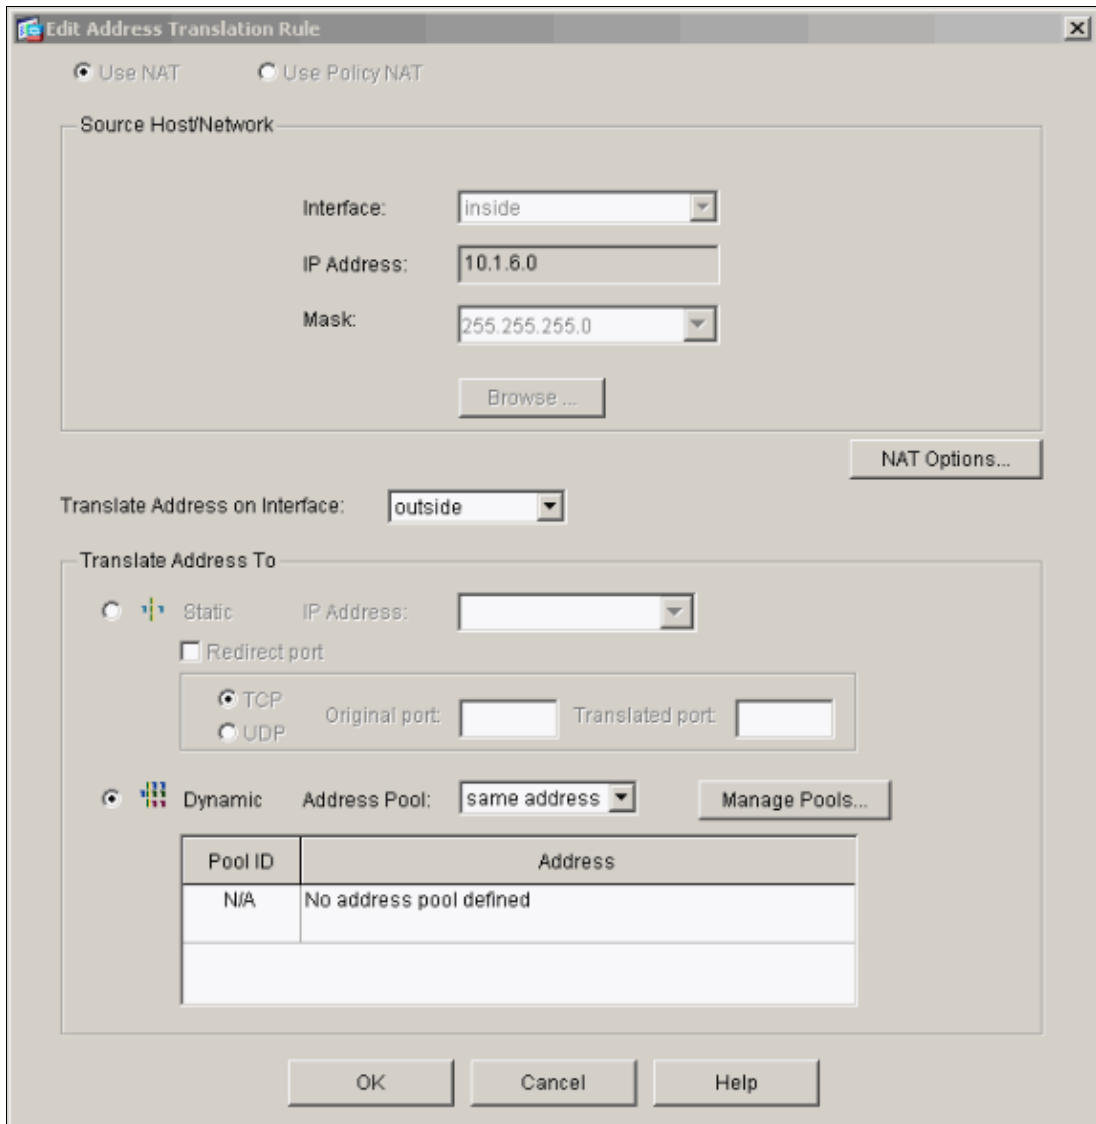 Edit Address Translation Rule
Use NAT Use Policy NAT
Source Host/Network
Interface: inside
IP Address: 10.1.6.0
Mask: 255.255.255.0
Browse ...
NAT Options...
Translate Address on Interface: outside
Translate Address To
Static IP Address:
Redirect port
TCP
Original port: Translated port:
UDP
Dynamic Address Pool: same address Manage Pools...
Pool ID Address
N/A No address pool defined
OK Cancel Help